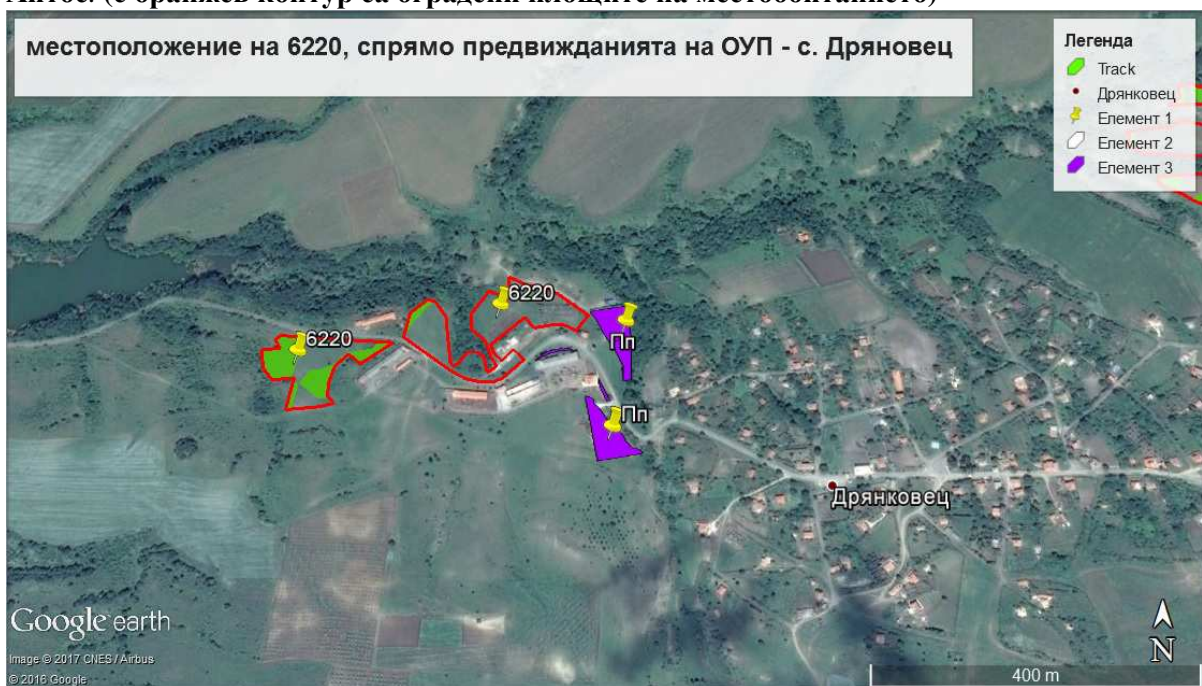 местоположение на 6220, спрямо предвижданията на ОУП - с. Дряновец
Легенда
Track
Дрянковец
Елемент 1
Елемент 2
Елемент 3
6220
6220
Пп
Пп
Дрянковец
Google earth
Image © 2017 CNES / Airbus
© 2016 Google
N
400 m